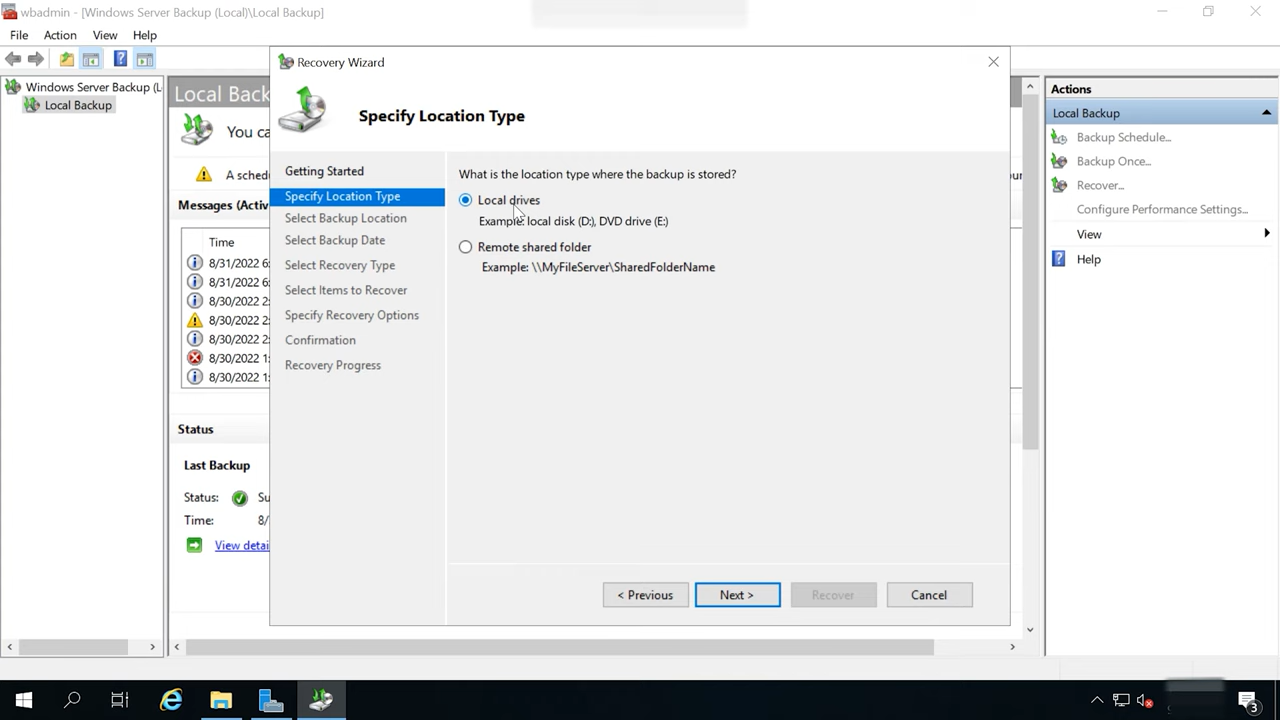 wbadmin - [Windows Server Backup (Local)\Local Backup]
File Action View Help
Windows Server Backup (L
Local Backup
Local Back
You ca
A sched
our
Messages (Activ
Time
8/31/2022 6:
8/31/2022 6:
8/30/2022 2:
8/30/2022 2:
8/30/2022 2:
8/30/2022 1:
8/30/2022 1:
Status
Last Backup
Status: Su
Time: 8/
View detai
Recovery Wizard
Specify Location Type
Getting Started
Specify Location Type
Select Backup Location
Select Backup Date
Select Recovery Type
Select Items to Recover
Specify Recovery Options
Confirmation
Recovery Progress
What is the location type where the backup is stored?
Local drives
Example: local disk (D:), DVD drive (E:)
Remote shared folder
Example: \\MyFileServer\SharedFolderName
< Previous Next > Recover Cancel
Actions
Local Backup
Backup Schedule...
Backup Once...
Recover...
Configure Performance Settings...
View
Help
3